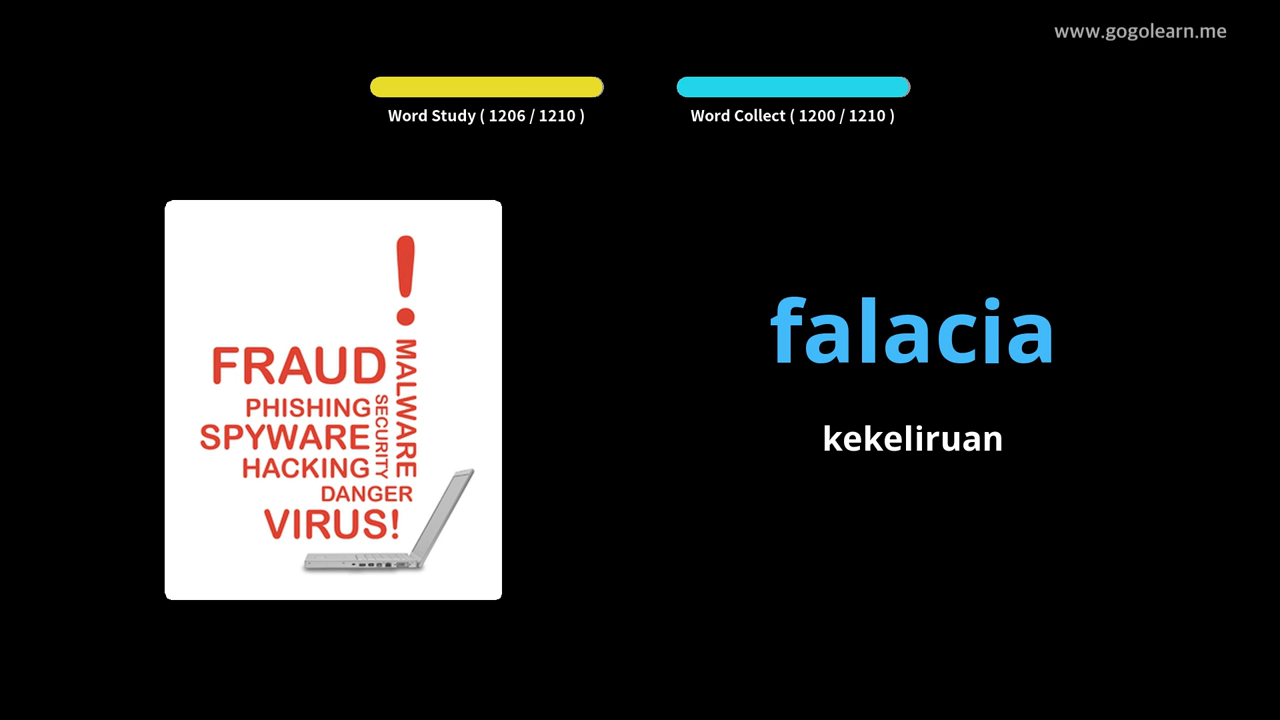 www.gogolearn.me
Word Study ( 1206 / 1210 )
Word Collect ( 1200 / 1210 )
!
FRAUD
MALWARE
PHISHING
SECURITY
SPYWARE
HACKING
DANGER
VIRUS!
falacia
kekeliruan